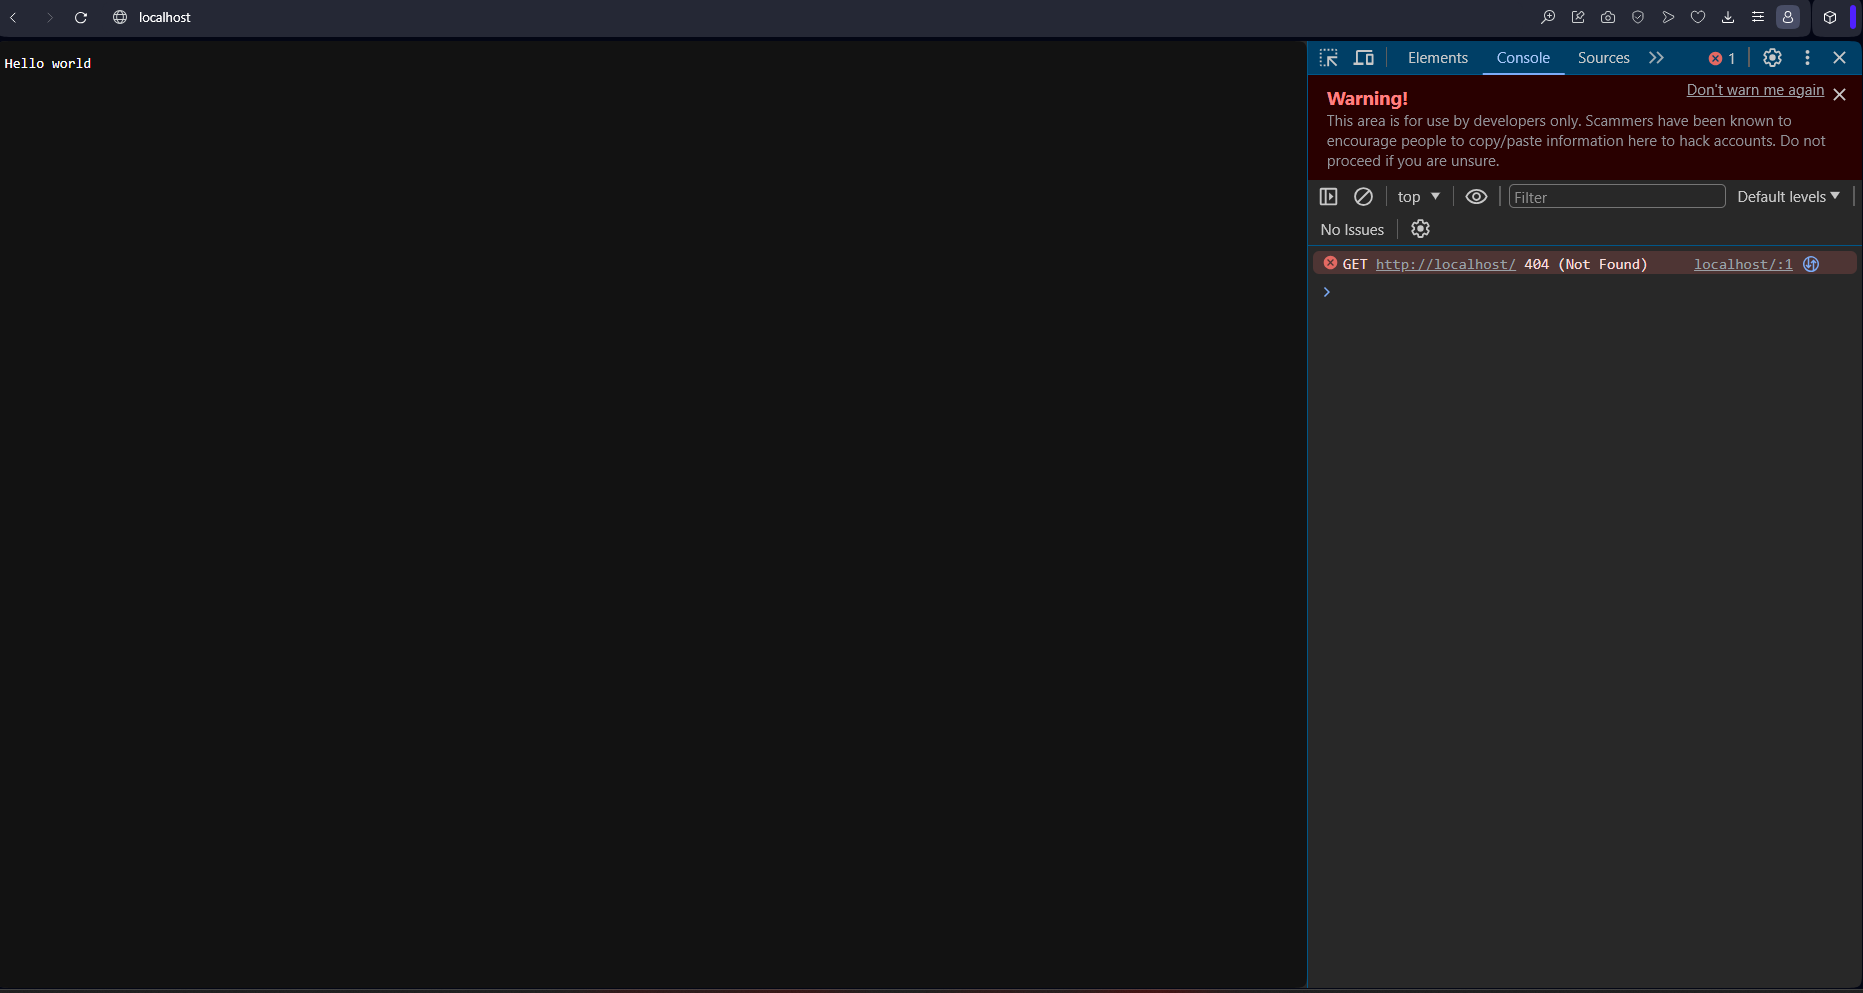 localhost
Hello world
Elements Console Sources 1
Warning! Don't warn me again
This area is for use by developers only. Scammers have been known to
encourage people to copy/paste information here to hack accounts. Do not
proceed if you are unsure.
top Filter Default levels
No Issues
GET http://localhost/ 404 (Not Found) localhost/:1